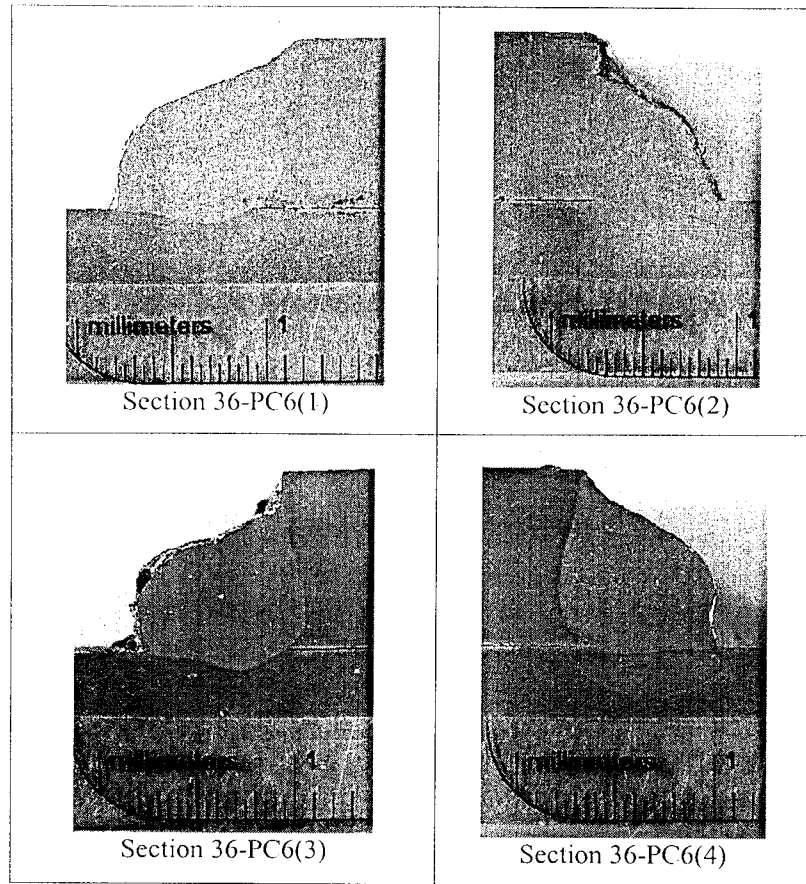 millimeters 1
Section 36-PC6(1)
millimeters 1
Section 36-PC6(2)
millimeters 1
Section 36-PC6(3)
millimeters 1
Section 36-PC6(4)